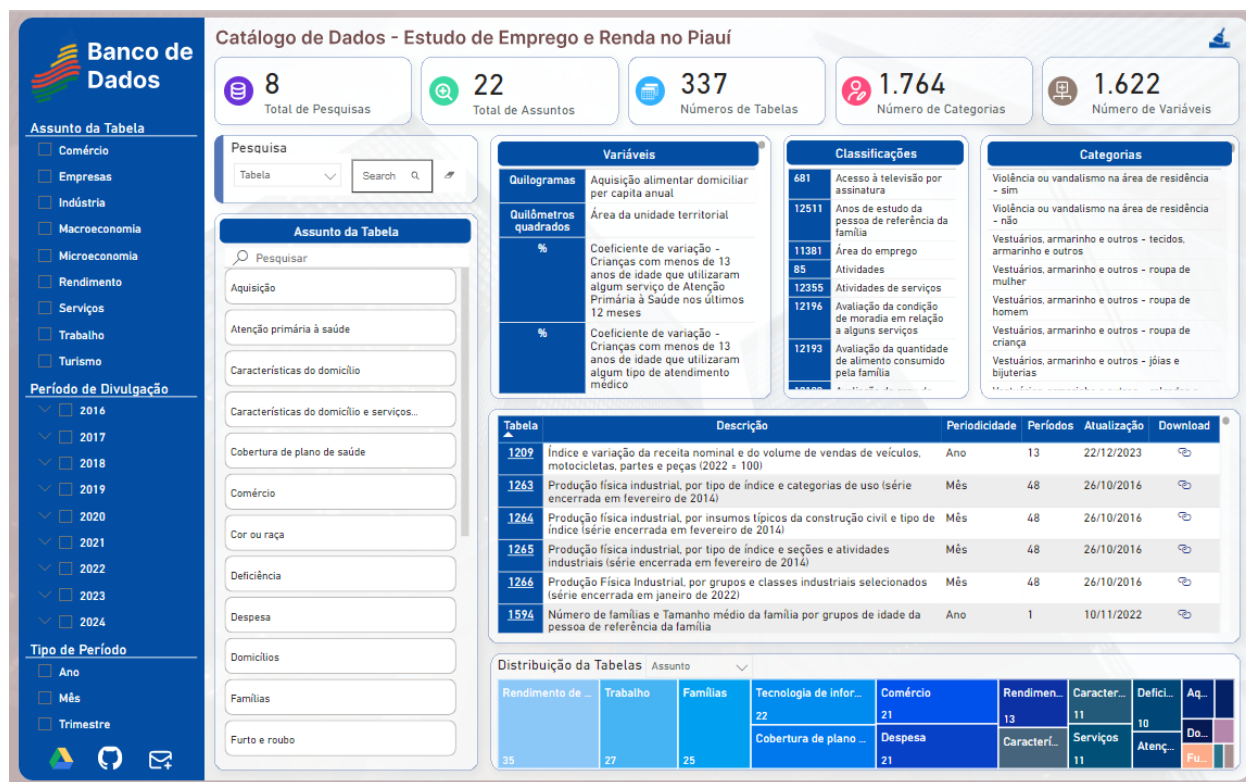 Banco de
Dados
Assunto da Tabela
Comércio
Empresas
Indústria
Macroeconomia
Microeconomia
Rendimento
Serviços
Trabalho
Turismo
Período de Divulgação
2016
2017
2018
2019
2020
2021
2022
2023
2024
Tipo de Período
Ano
Mês
Trimestre
Catálogo de Dados - Estudo de Emprego e Renda no Piauí
8
Total de Pesquisas
22
Total de Assuntos
337
Números de Tabelas
1.764
Número de Categorias
1.622
Número de Variáveis
Pesquisa
Tabela
Search
Assunto da Tabela
Pesquisar
Aquisição
Atenção primária à saúde
Características do domicílio
Características do domicílio e serviços...
Cobertura de plano de saúde
Comércio
Cor ou raça
Deficiência
Despesa
Domicílios
Famílias
Furto e roubo
Variáveis
Quilogramas Aquisição alimentar domiciliar
per capita anual
Quilômetros Área da unidade territorial
quadrados
% Coeficiente de variação -
Crianças com menos de 13
anos de idade que utilizaram
algum serviço de Atenção
Primária à Saúde nos últimos
12 meses
% Coeficiente de variação -
Crianças com menos de 13
anos de idade que utilizaram
algum tipo de atendimento
médico
Classificações
681 Acesso à televisão por
assinatura
12511 Anos de estudo da
pessoa de referência da
família
11381 Área do emprego
85 Atividades
12355 Atividades de serviços
12196 Avaliação da condição
de moradia em relação
a alguns serviços
12193 Avaliação da quantidade
de alimento consumido
pela família
Categorias
Violência ou vandalismo na área de residência
- sim
Violência ou vandalismo na área de residência
- não
Vestuários, armarinho e outros - tecidos,
armarinho e outros
Vestuários, armarinho e outros - roupa de
mulher
Vestuários, armarinho e outros - roupa de
homem
Vestuários, armarinho e outros - roupa de
criança
Vestuários, armarinho e outros - jóias e
bijuterias
Tabela Descrição Periodicidade Períodos Atualização Download
1209 Índice e variação da receita nominal e do volume de vendas de veículos, Ano 13 22/12/2023
motocicletas, partes e peças (2022 = 100)
1263 Produção física industrial, por tipo de índice e categorias de uso (série Mês 48 26/10/2016
encerrada em fevereiro de 2014)
1264 Produção física industrial, por insumos típicos da construção civil e tipo de Mês 48 26/10/2016
índice (série encerrada em fevereiro de 2014)
1265 Produção física industrial, por tipo de índice e seções e atividades Mês 48 26/10/2016
industriais (série encerrada em fevereiro de 2014)
1266 Produção Física Industrial, por grupos e classes industriais selecionados Mês 48 26/10/2016
(série encerrada em janeiro de 2022)
1594 Número de famílias e Tamanho médio da família por grupos de idade da Ano 1 10/11/2022
pessoa de referência da família
Distribuição da Tabelas Assunto
Rendimento de ...
35
Trabalho
27
Famílias
25
Tecnologia de infor...
22
Cobertura de plano ...
Comércio
21
Despesa
21
Rendimen...
13
Caracterí...
Caracter...
11
Serviços
11
Defici...
10
Atenç...
Aq...
Do...
Fu...